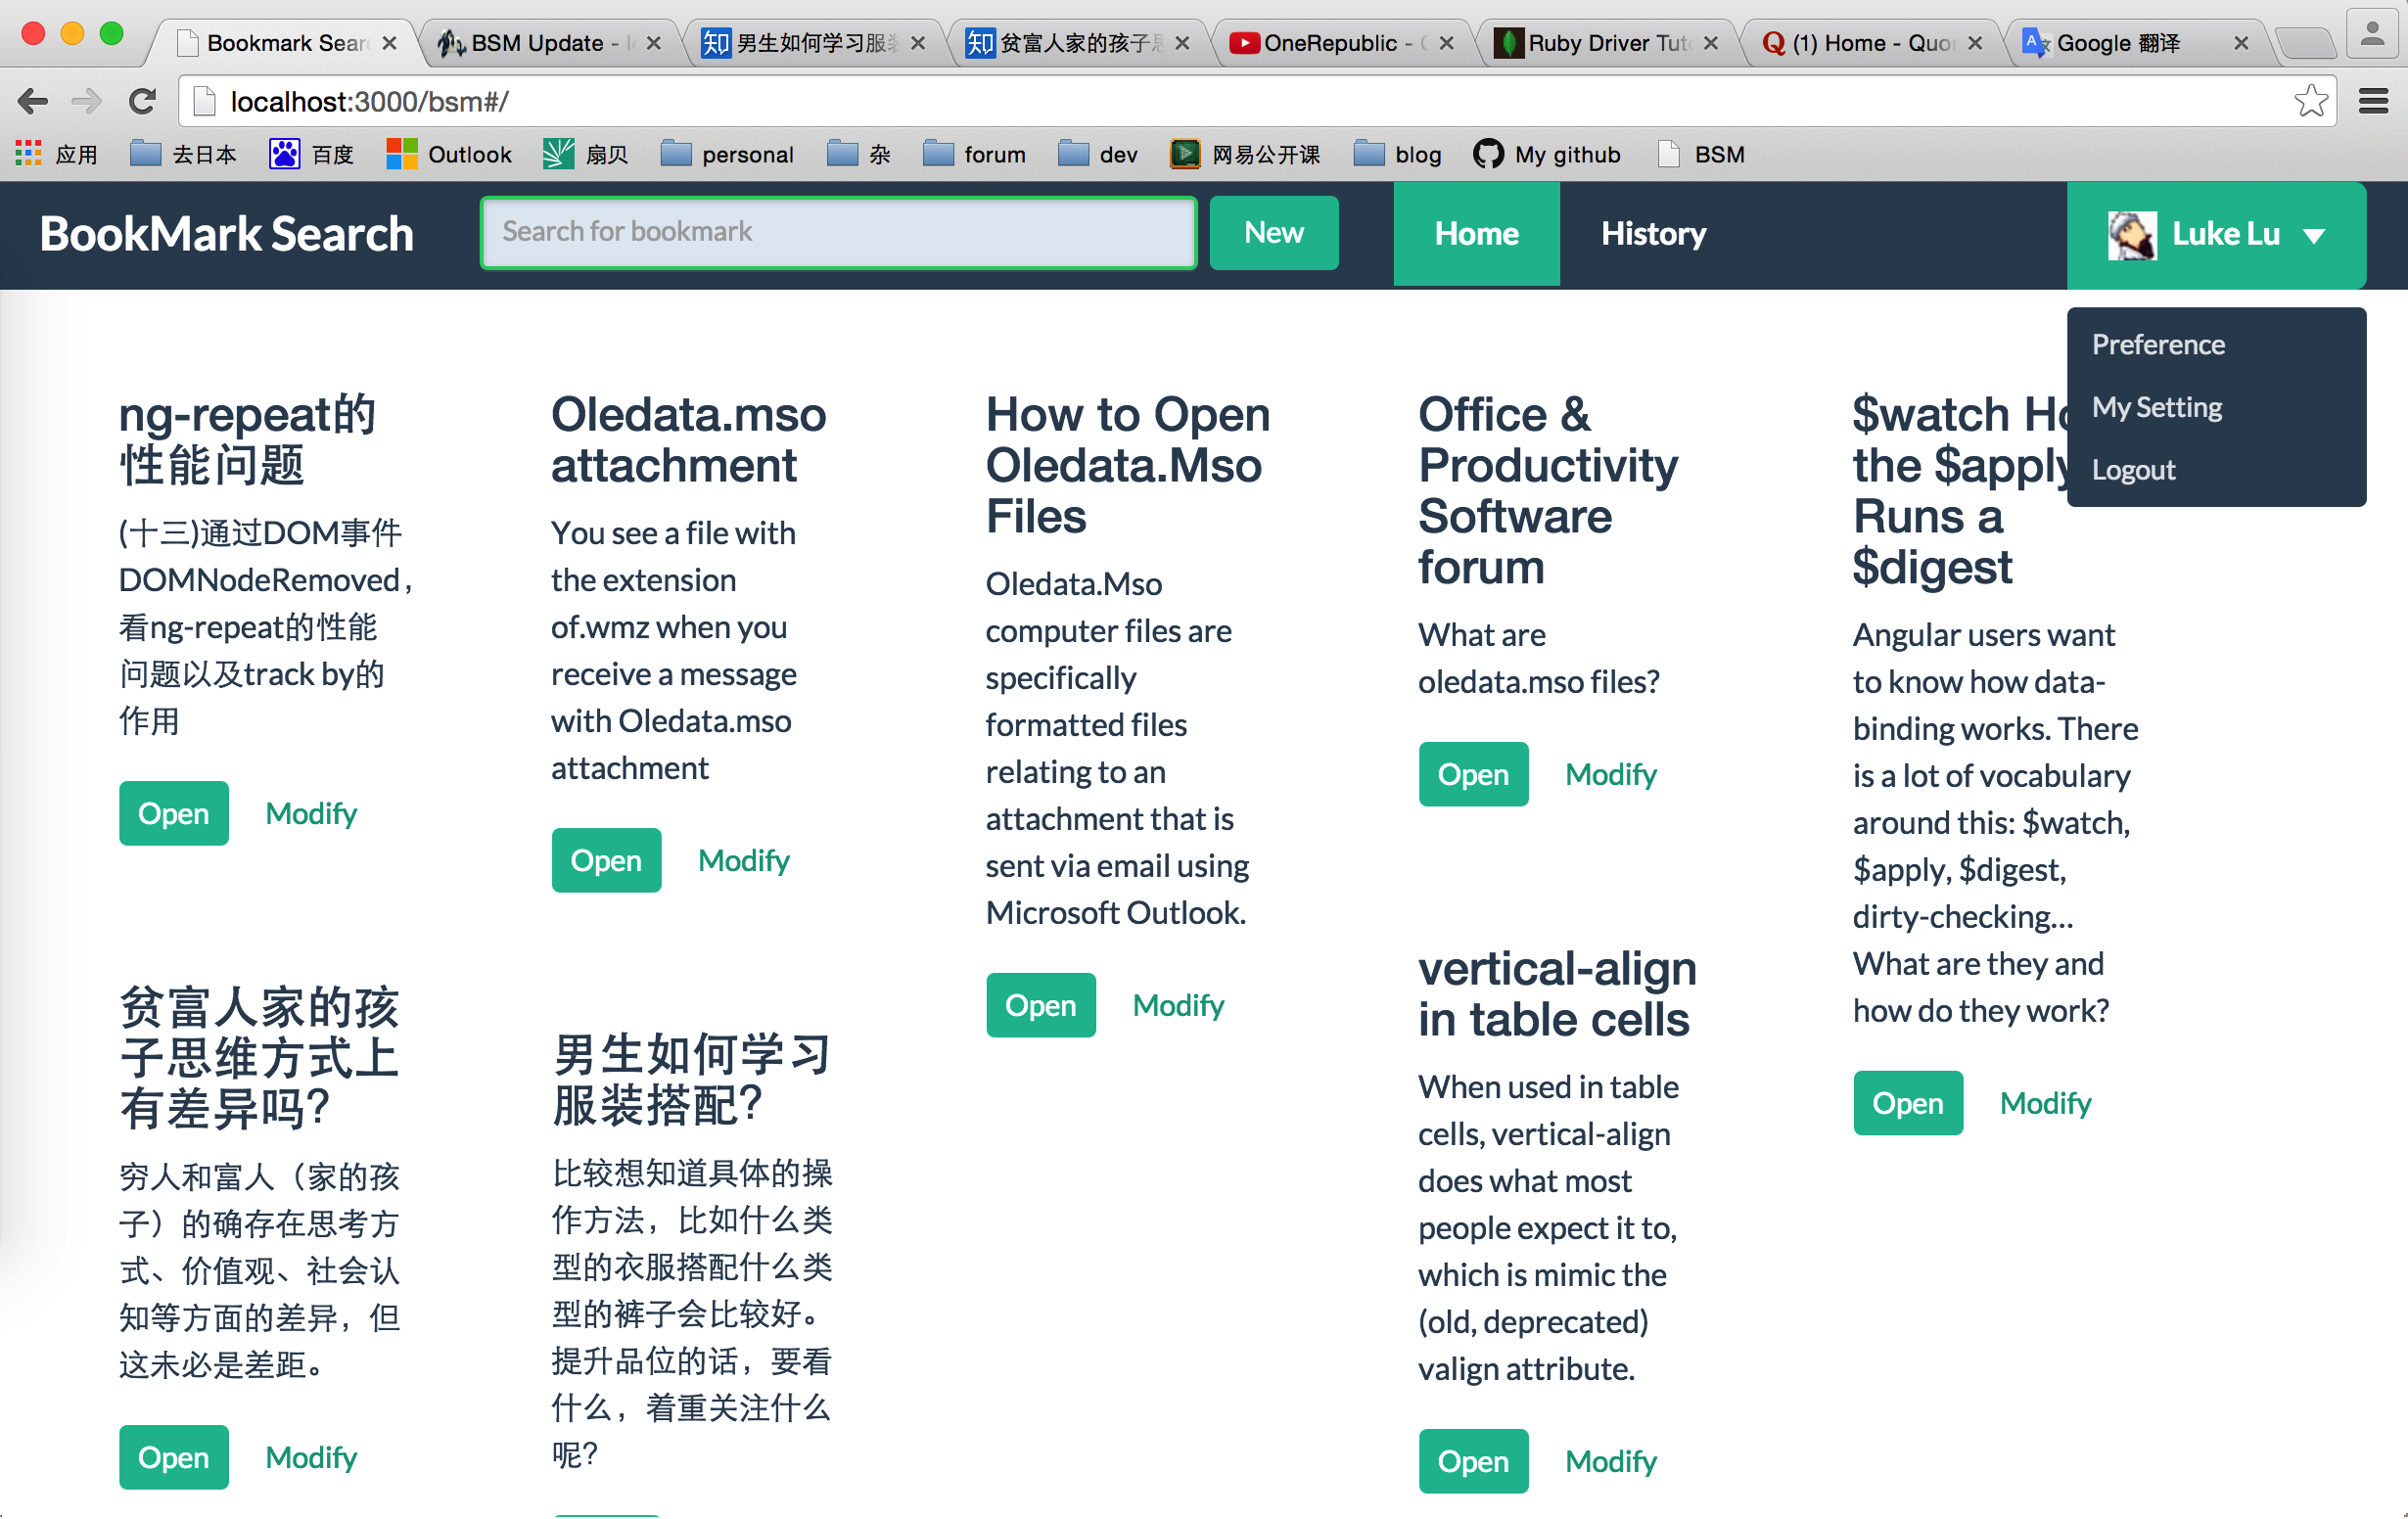 Bookmark Sear
BSM Update -
男生如何学习服
贫富人家的孩子
OneRepublic -
Ruby Driver Tut
(1) Home - Quo
Google 翻译
localhost:3000/bsm#/
应用
去日本
百度
Outlook
扇贝
personal
杂
forum
dev
网易公开课
blog
My github
BSM
BookMark Search
Search for bookmark
New
Home
History
Luke Lu
Preference
My Setting
Logout
ng-repeat的
性能问题
(十三)通过DOM事件
DOMNodeRemoved，
看ng-repeat的性能
问题以及track by的
作用
Open Modify
Oledata.mso
attachment
You see a file with
the extension
of.wmz when you
receive a message
with Oledata.mso
attachment
Open Modify
How to Open
Oledata.Mso
Files
Oledata.Mso
computer files are
specifically
formatted files
relating to an
attachment that is
sent via email using
Microsoft Outlook.
Open Modify
Office &
Productivity
Software
forum
What are
oledata.mso files?
Open Modify
$watch Ho
the $apply
Runs a
$digest
Angular users want
to know how data-
binding works. There
is a lot of vocabulary
around this: $watch,
$apply, $digest,
dirty-checking...
What are they and
how do they work?
Open Modify
贫富人家的孩
子思维方式上
有差异吗？
穷人和富人（家的孩
子）的确存在思考方
式、价值观、社会认
知等方面的差异，但
这未必是差距。
Open Modify
男生如何学习
服装搭配？
比较想知道具体的操
作方法，比如什么类
型的衣服搭配什么类
型的裤子会比较好。
提升品位的话，要看
什么，着重关注什么
呢？
vertical-align
in table cells
When used in table
cells, vertical-align
does what most
people expect it to,
which is mimic the
(old, deprecated)
valign attribute.
Open Modify